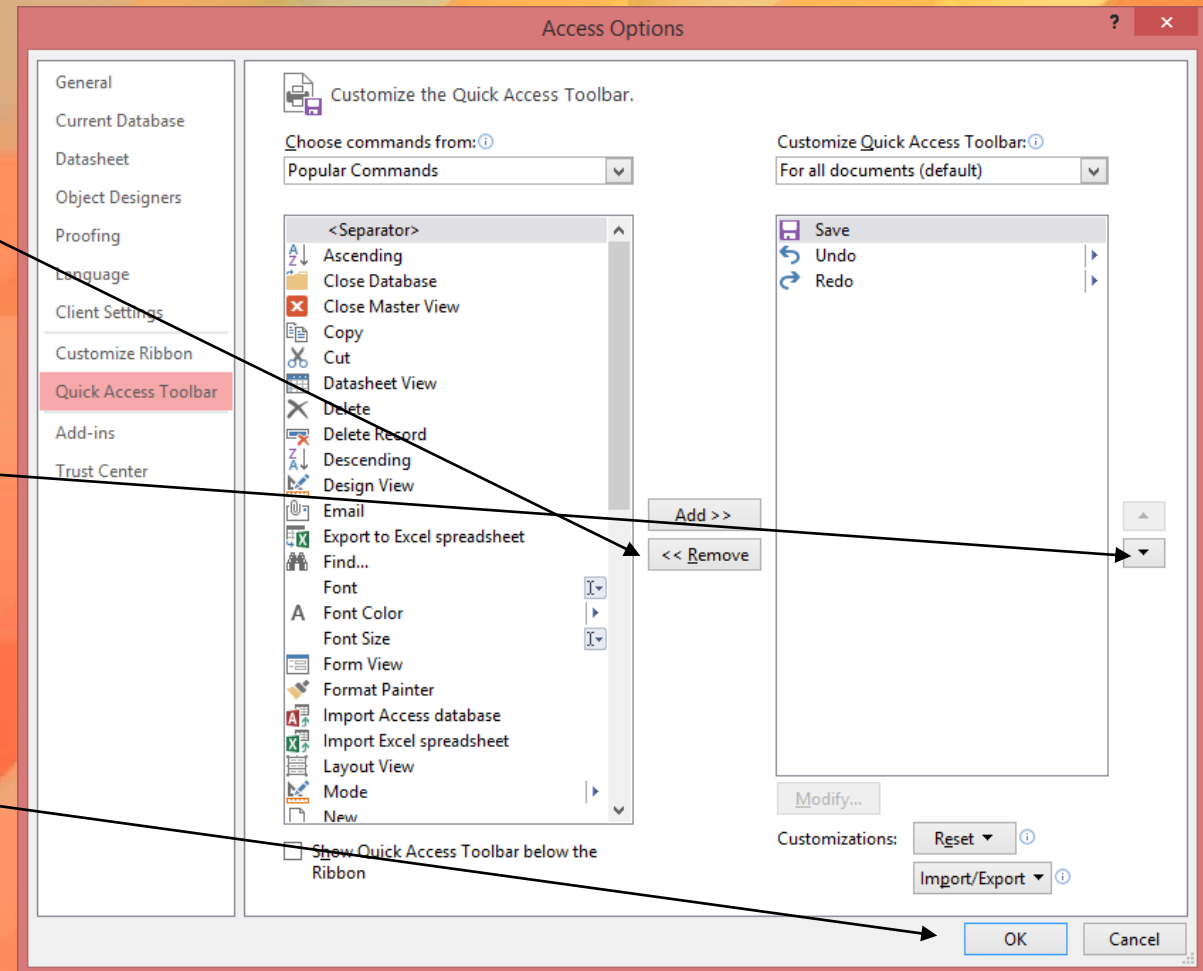 Access Options
?
General
Current Database
Datasheet
Object Designers
Proofing
Language
Client Settings
Customize Ribbon
Quick Access Toolbar
Add-ins
Trust Center
Customize the Quick Access Toolbar.
Choose commands from:
Popular Commands
<Separator>
Ascending
Close Database
Close Master View
Copy
Cut
Datasheet View
Delete
Delete Record
Descending
Design View
Email
Export to Excel spreadsheet
Find...
Font
Font Color
Font Size
Form View
Format Painter
Import Access database
Import Excel spreadsheet
Layout View
Mode
New
Show Quick Access Toolbar below the
Ribbon
Add >>
<< Remove
Customize Quick Access Toolbar:
For all documents (default)
Save
Undo
Redo
Modify...
Customizations:
Reset
Import/Export
OK
Cancel